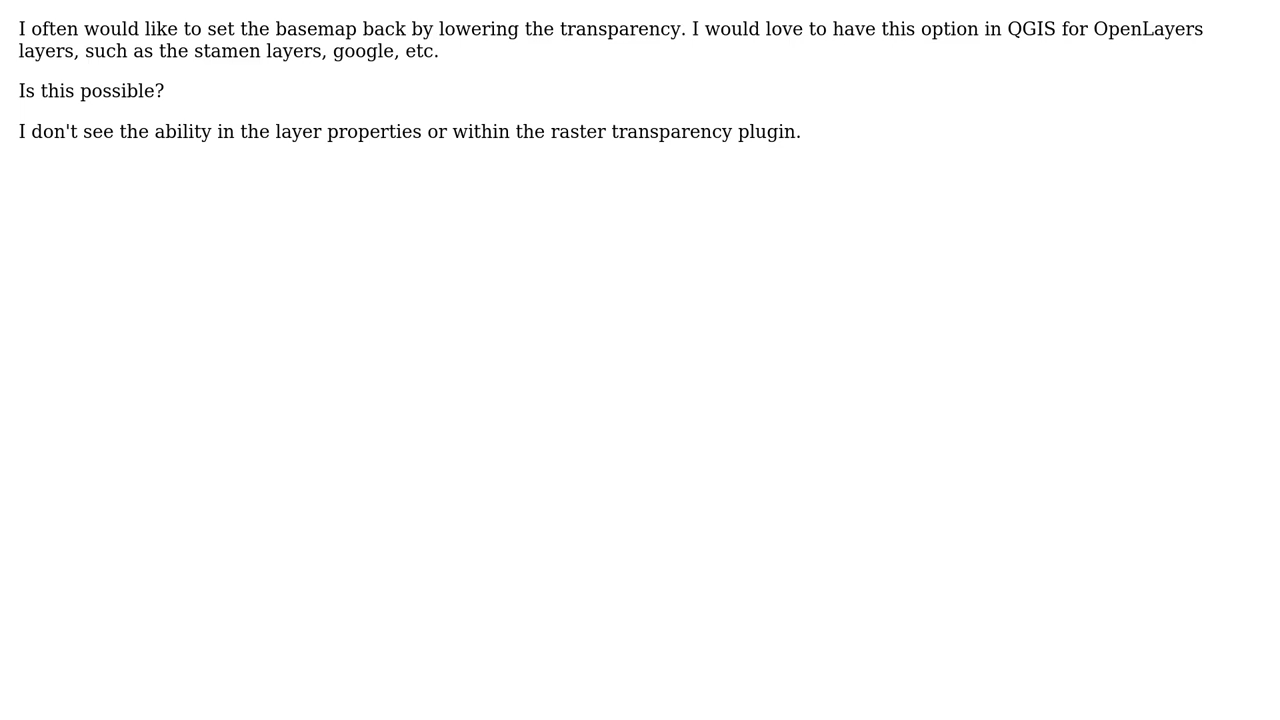 I often would like to set the basemap back by lowering the transparency. I would love to have this option in QGIS for OpenLayers
layers, such as the stamen layers, google, etc.
Is this possible?
I don't see the ability in the layer properties or within the raster transparency plugin.